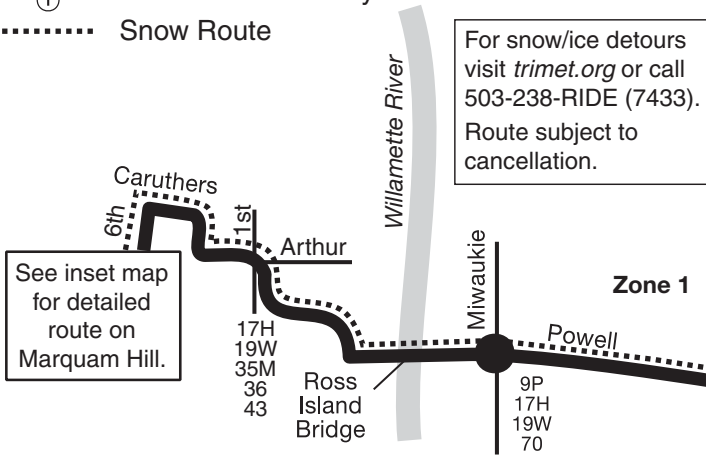 Snow Route
For snow/ice detours
visit trimet.org or call
503-238-RIDE (7433).
Route subject to
cancellation.
Willamette River
Caruthers
6th
1st
Arthur
See inset map
for detailed
route on
Marquam Hill.
17H
19W
35M
36
43
Ross
Island
Bridge
Miwaukie
Zone 1
Powell
9P
17H
19W
70